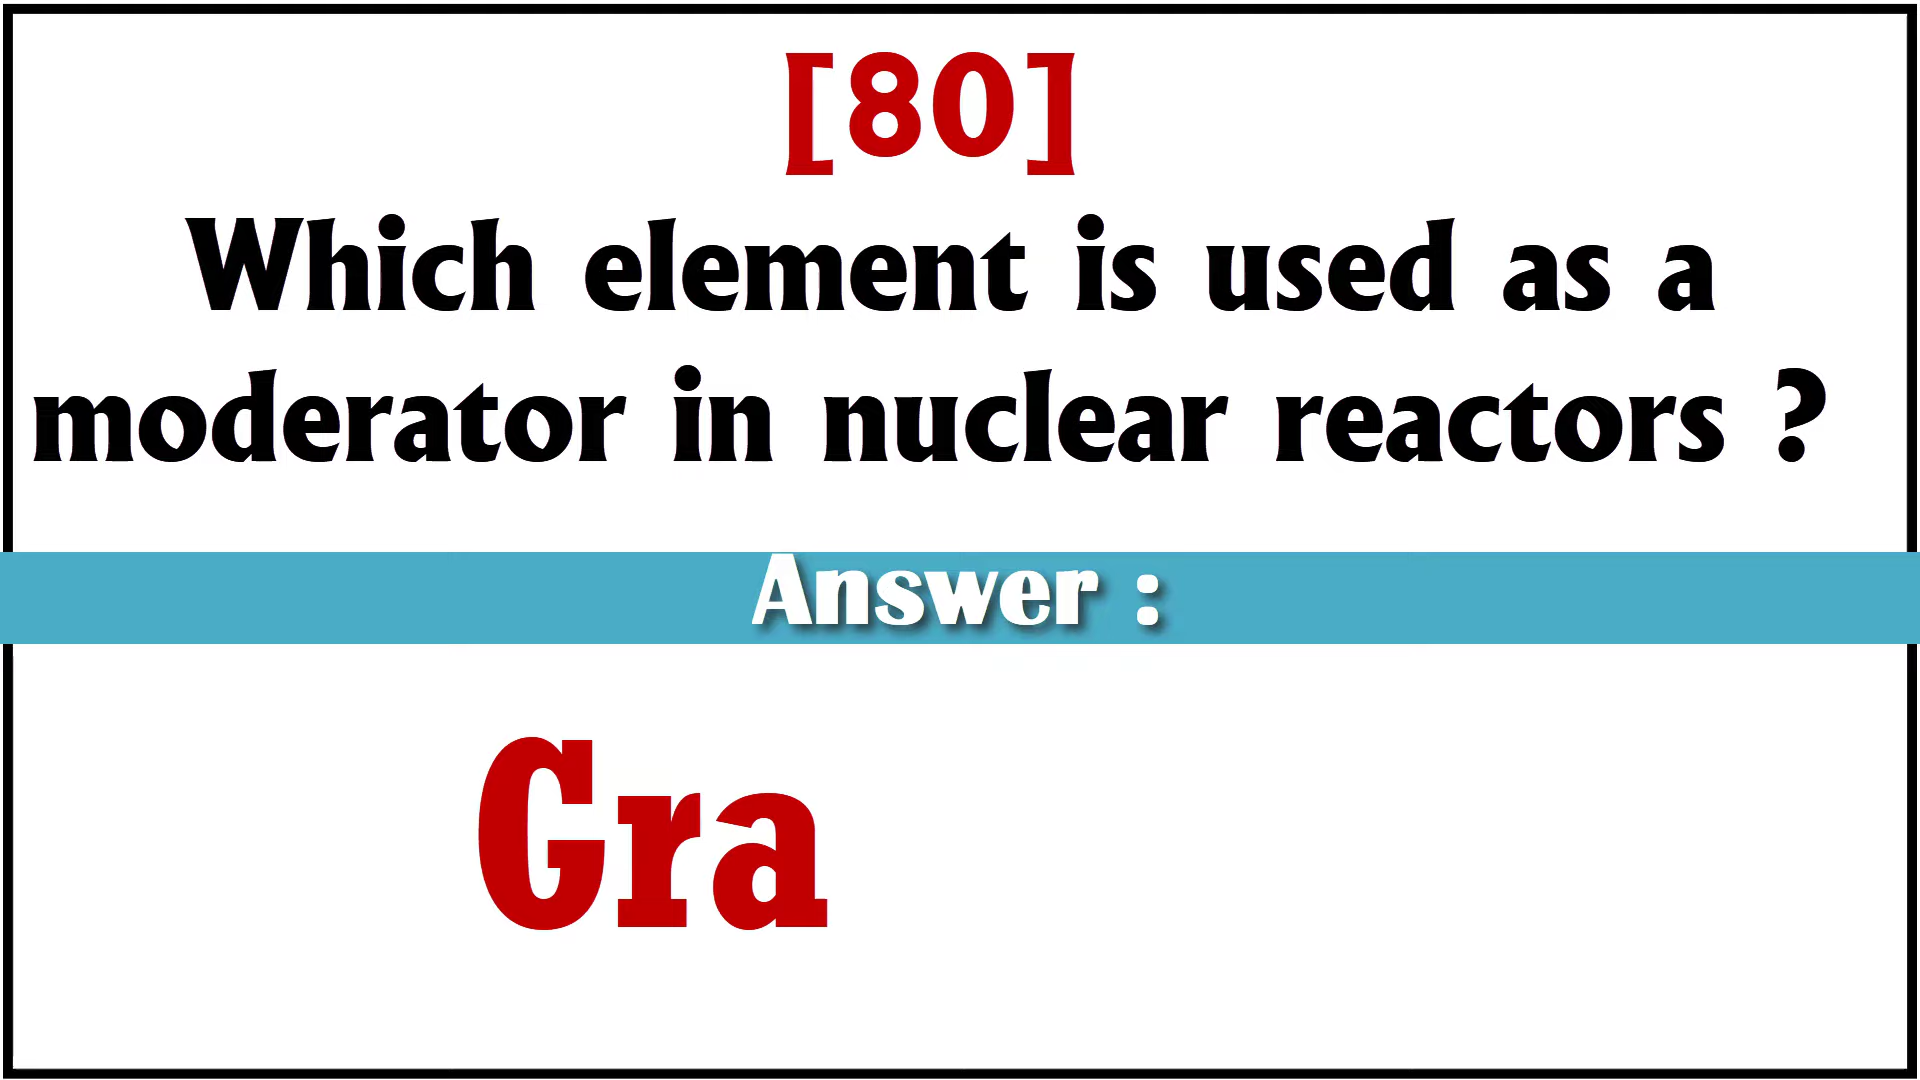 [80]
Which element is used as a
moderator in nuclear reactors ?
Answer :
Gra